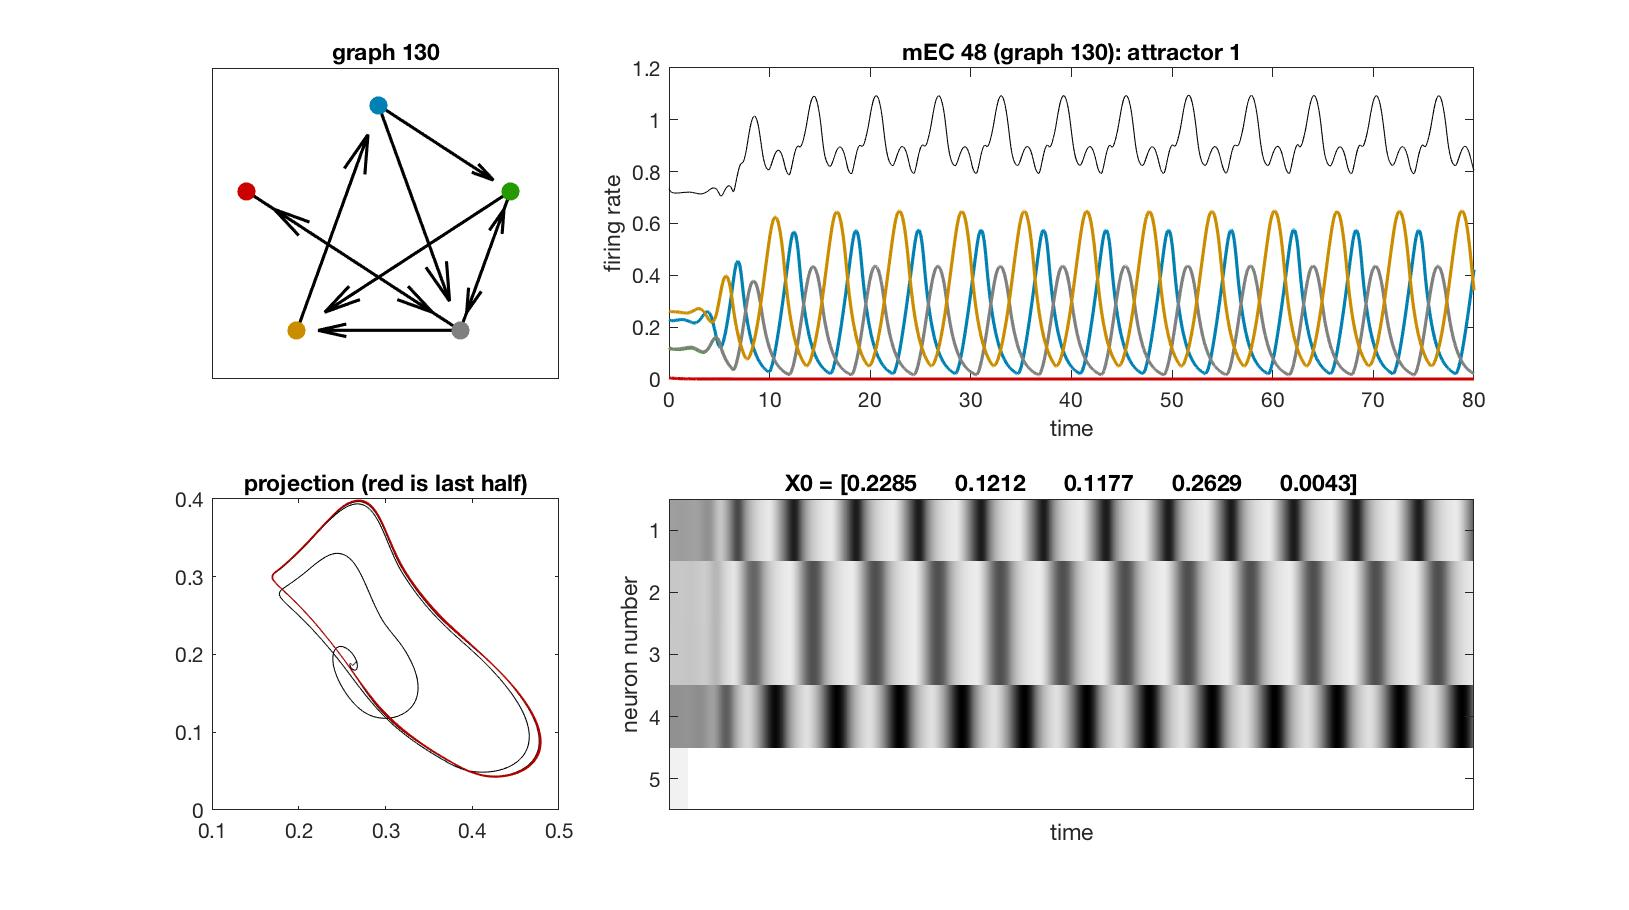 graph 130
mEC 48 (graph 130): attractor 1
1.2
1
0.8
0.6
0.4
0.2
0
firing rate
0 10 20 30 40 50 60 70 80
time
projection (red is last half)
0.4
0.3
0.2
0.1
0
0.1 0.2 0.3 0.4 0.5
X0 = [0.2285 0.1212 0.1177 0.2629 0.0043]
1
2
3
4
5
neuron number
time